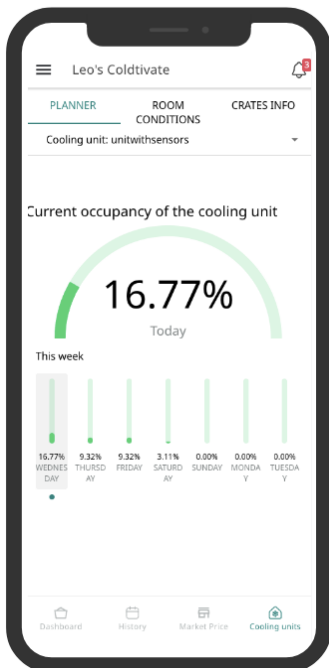 Leo's Coldtivate
3
PLANNER
ROOM
CONDITIONS
CRATES INFO
Cooling unit: unitwithsensors
Current occupancy of the cooling unit
16.77%
Today
This week
16.77% 9.32% 9.32% 3.11% 0.00% 0.00% 0.00%
WEDNES THURSD FRIDAY SATURD SUNDAY MONDA TUESDA
DAY AY AY Y Y
Dashboard History Market Price Cooling units